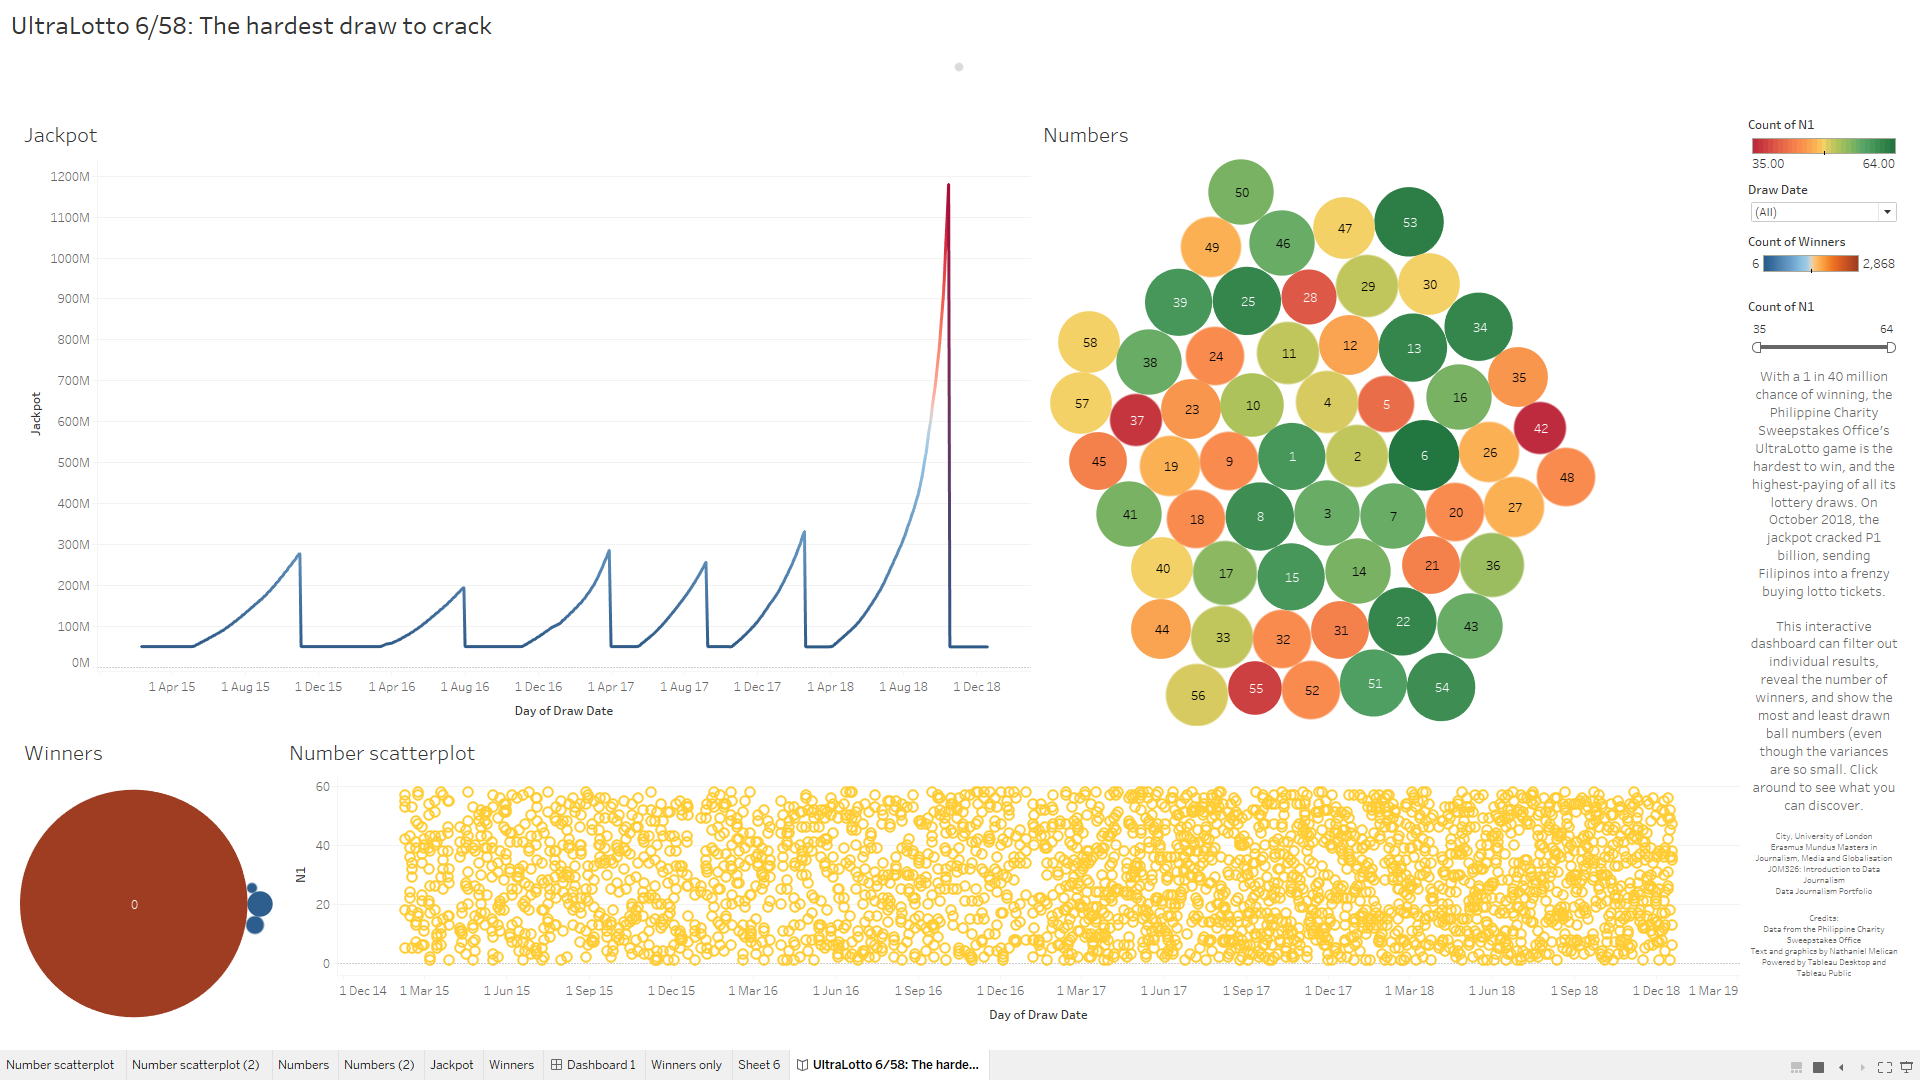 UltraLotto 6/58: The hardest draw to crack
Jackpot
1200M
1100M
1000M
900M
800M
700M
600M
500M
400M
300M
200M
100M
0M
Jackpot
1 Apr 15
1 Aug 15
1 Dec 15
1 Apr 16
1 Aug 16
1 Dec 16
1 Apr 17
1 Aug 17
1 Dec 17
1 Apr 18
1 Aug 18
1 Dec 18
Day of Draw Date
Numbers
50
53
47
46
49
30
29
28
25
39
34
58
38
24
11
12
13
35
57
37
23
10
4
5
16
42
45
19
9
1
2
6
26
48
41
18
8
3
7
20
27
40
17
15
14
21
36
44
33
32
31
22
43
56
55
52
51
54
Count of N1
35.00 64.00
Draw Date
(All)
Count of Winners
6 2,868
Count of N1
35 64
With a 1 in 40 million
chance of winning, the
Philippine Charity
Sweepstakes Office's
UltraLotto game is the
hardest to win, and the
highest-paying of all its
lottery draws. On
October 2018, the
jackpot cracked P1
billion, sending
Filipinos into a frenzy
buying lotto tickets.
This interactive
dashboard can filter out
individual results,
reveal the number of
winners, and show the
most and least drawn
ball numbers (even
though the variances
are so small. Click
around to see what you
can discover.
City, University of London
Erasmus Mundus Masters in
Journalism, Media and Globalisation
JOM326: Introduction to Data
Journalism
Data Journalism Portfolio
Credits:
Data from the Philippine Charity
Sweepstakes Office
Text and graphics by Nathaniel Melican
Powered by Tableau Desktop and
Tableau Public
Winners
0
Number scatterplot
60
40
20
0
N1
1 Dec 14
1 Mar 15
1 Jun 15
1 Sep 15
1 Dec 15
1 Mar 16
1 Jun 16
1 Sep 16
1 Dec 16
1 Mar 17
1 Jun 17
1 Sep 17
1 Dec 17
1 Mar 18
1 Jun 18
1 Sep 18
1 Dec 18
1 Mar 19
Day of Draw Date
Number scatterplot
Number scatterplot (2)
Numbers
Numbers (2)
Jackpot
Winners
Dashboard 1
Winners only
Sheet 6
UltraLotto 6/58: The harde...